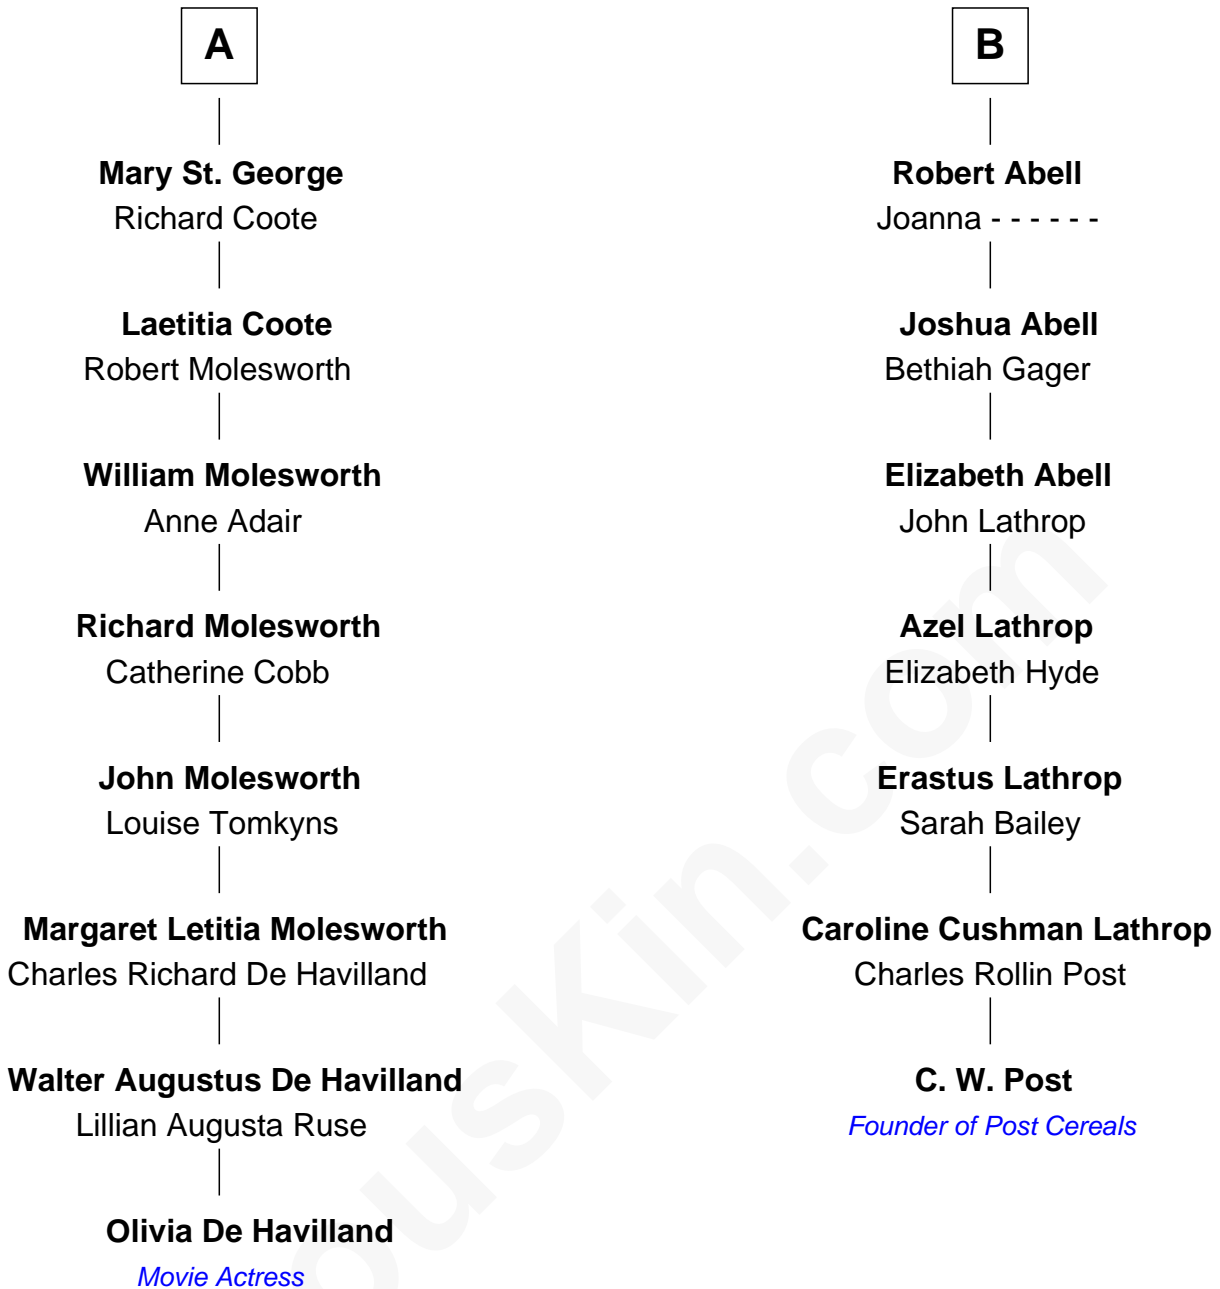 A
Mary St. George
Richard Coote
Laetitia Coote
Robert Molesworth
William Molesworth
Anne Adair
Richard Molesworth
Catherine Cobb
John Molesworth
Louise Tomkyns
Margaret Letitia Molesworth
Charles Richard De Havilland
Walter Augustus De Havilland
Lillian Augusta Ruse
Olivia De Havilland
Movie Actress
B
Robert Abell
Joanna - - - - - -
Joshua Abell
Bethiah Gager
Elizabeth Abell
John Lathrop
Azel Lathrop
Elizabeth Hyde
Erastus Lathrop
Sarah Bailey
Caroline Cushman Lathrop
Charles Rollin Post
C. W. Post
Founder of Post Cereals
ousKin.com